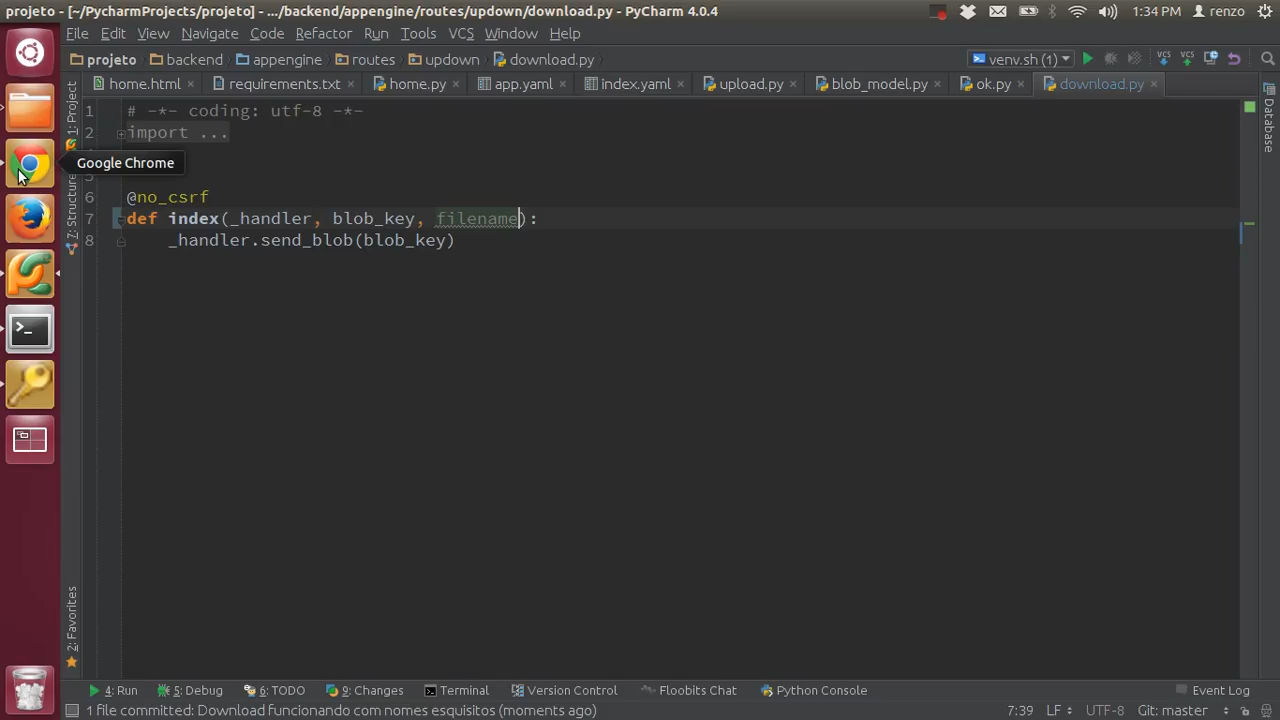 projeto - [~/PycharmProjects/projeto] - .../backend/appengine/routes/updown/download.py - PyCharm 4.0.4
1:34 PM
renzo
File Edit View Navigate Code Refactor Run Tools VCS Window Help
projeto backend appengine routes updown download.py
venv.sh (1)
VCS VCS
home.html requirements.txt home.py app.yaml index.yaml upload.py blob_model.py ok.py download.py
1: Project
7: Structure
2: Favorites
Database
Google Chrome
1 # -*- coding: utf-8 -*-
2 import ...
5
6 @no_csrf
7 def index(_handler, blob_key, filename):
8 _handler.send_blob(blob_key)
4: Run 5: Debug 6: TODO 9: Changes Terminal Version Control Floobits Chat Python Console Event Log
1 file committed: Download funcionando com nomes esquisitos (moments ago)
7:39 LF UTF-8 Git: master